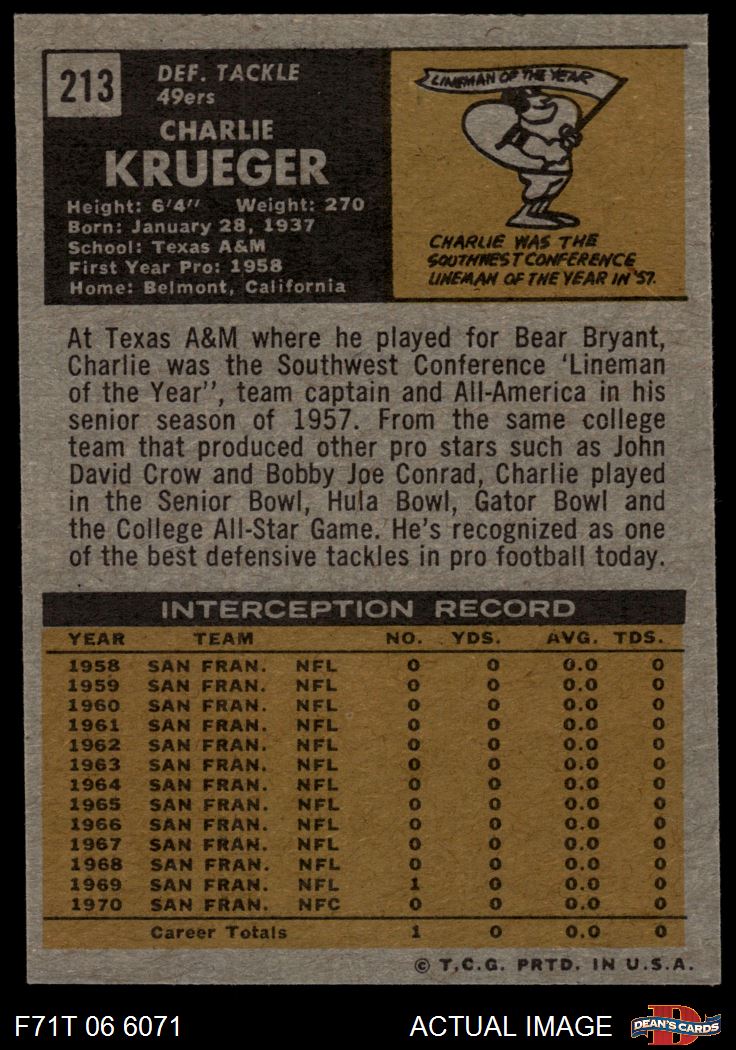 213
DEF. TACKLE
49ers
CHARLIE
KRUEGER
Height: 6'4" Weight: 270
Born: January 28, 1937
School: Texas A&M
First Year Pro: 1958
Home: Belmont, California
LINEMAN OF THE YEAR
CHARLIE WAS THE
SOUTHWEST CONFERENCE
LINEMAN OF THE YEAR IN '57.
At Texas A&M where he played for Bear Bryant,
Charlie was the Southwest Conference 'Lineman
of the Year", team captain and All-America in his
senior season of 1957. From the same college
team that produced other pro stars such as John
David Crow and Bobby Joe Conrad, Charlie played
in the Senior Bowl, Hula Bowl, Gator Bowl and
the College All-Star Game. He's recognized as one
of the best defensive tackles in pro football today.
INTERCEPTION RECORD
YEAR TEAM NO. YDS. AVG. TDS.
1958 SAN FRAN. NFL 0 0 0.0 0
1959 SAN FRAN. NFL 0 0 0.0 0
1960 SAN FRAN. NFL 0 0 0.0 0
1961 SAN FRAN. NFL 0 0 0.0 0
1962 SAN FRAN. NFL 0 0 0.0 0
1963 SAN FRAN. NFL 0 0 0.0 0
1964 SAN FRAN. NFL 0 0 0.0 0
1965 SAN FRAN. NFL 0 0 0.0 0
1966 SAN FRAN. NFL 0 0 0.0 0
1967 SAN FRAN. NFL 0 0 0.0 0
1968 SAN FRAN. NFL 0 0 0.0 0
1969 SAN FRAN. NFL 1 0 0.0 0
1970 SAN FRAN. NFC 0 0 0.0 0
Career Totals 1 0 0.0 0
© T.C.G. PRTD. IN U.S.A.
F71T 06 6071 ACTUAL IMAGE
DEAN'S CARDS